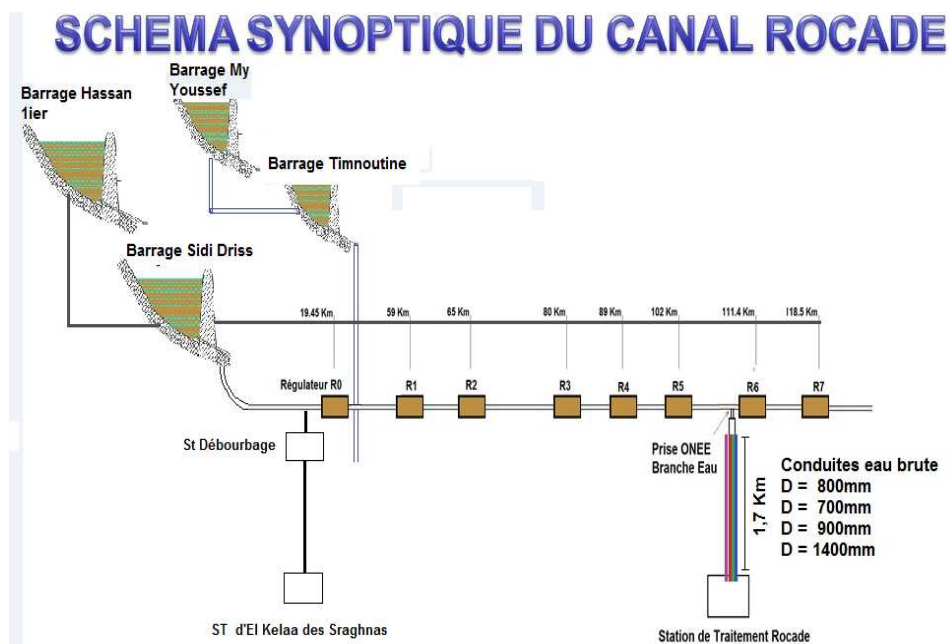 SCHEMA SYNOPTIQUE DU CANAL ROCADE
Barrage My
Youssef
Barrage Hassan
1ier
Barrage Timnoutine
Barrage Sidi Driss
19.45 Km
59 Km
65 Km
80 Km
89 Km
102 Km
111.4 Km
118.5 Km
Régulateur R0
R1
R2
R3
R4
R5
R6
R7
St Débourbage
Prise ONEE
Branche Eau
1,7 Km
Conduites eau brute
D = 800mm
D = 700mm
D = 900mm
D = 1400mm
ST d'El Kelaa des Sraghnas
Station de Traitement Rocade